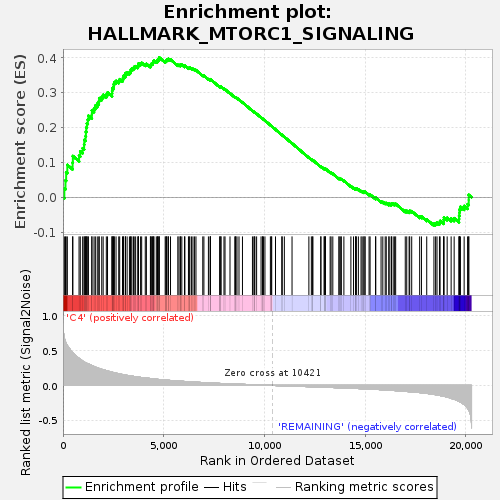 Enrichment plot:
HALLMARK_MTORC1_SIGNALING
Enrichment score (ES)
0.4
0.3
0.2
0.1
0.0
-0.1
Ranked list metric (Signal2Noise)
1.0
0.5
0.0
-0.5
'C4' (positively correlated)
Zero cross at 10421
'REMAINING' (negatively correlated)
0
5,000
10,000
15,000
20,000
Rank in Ordered Dataset
Enrichment profile
Hits
Ranking metric scores